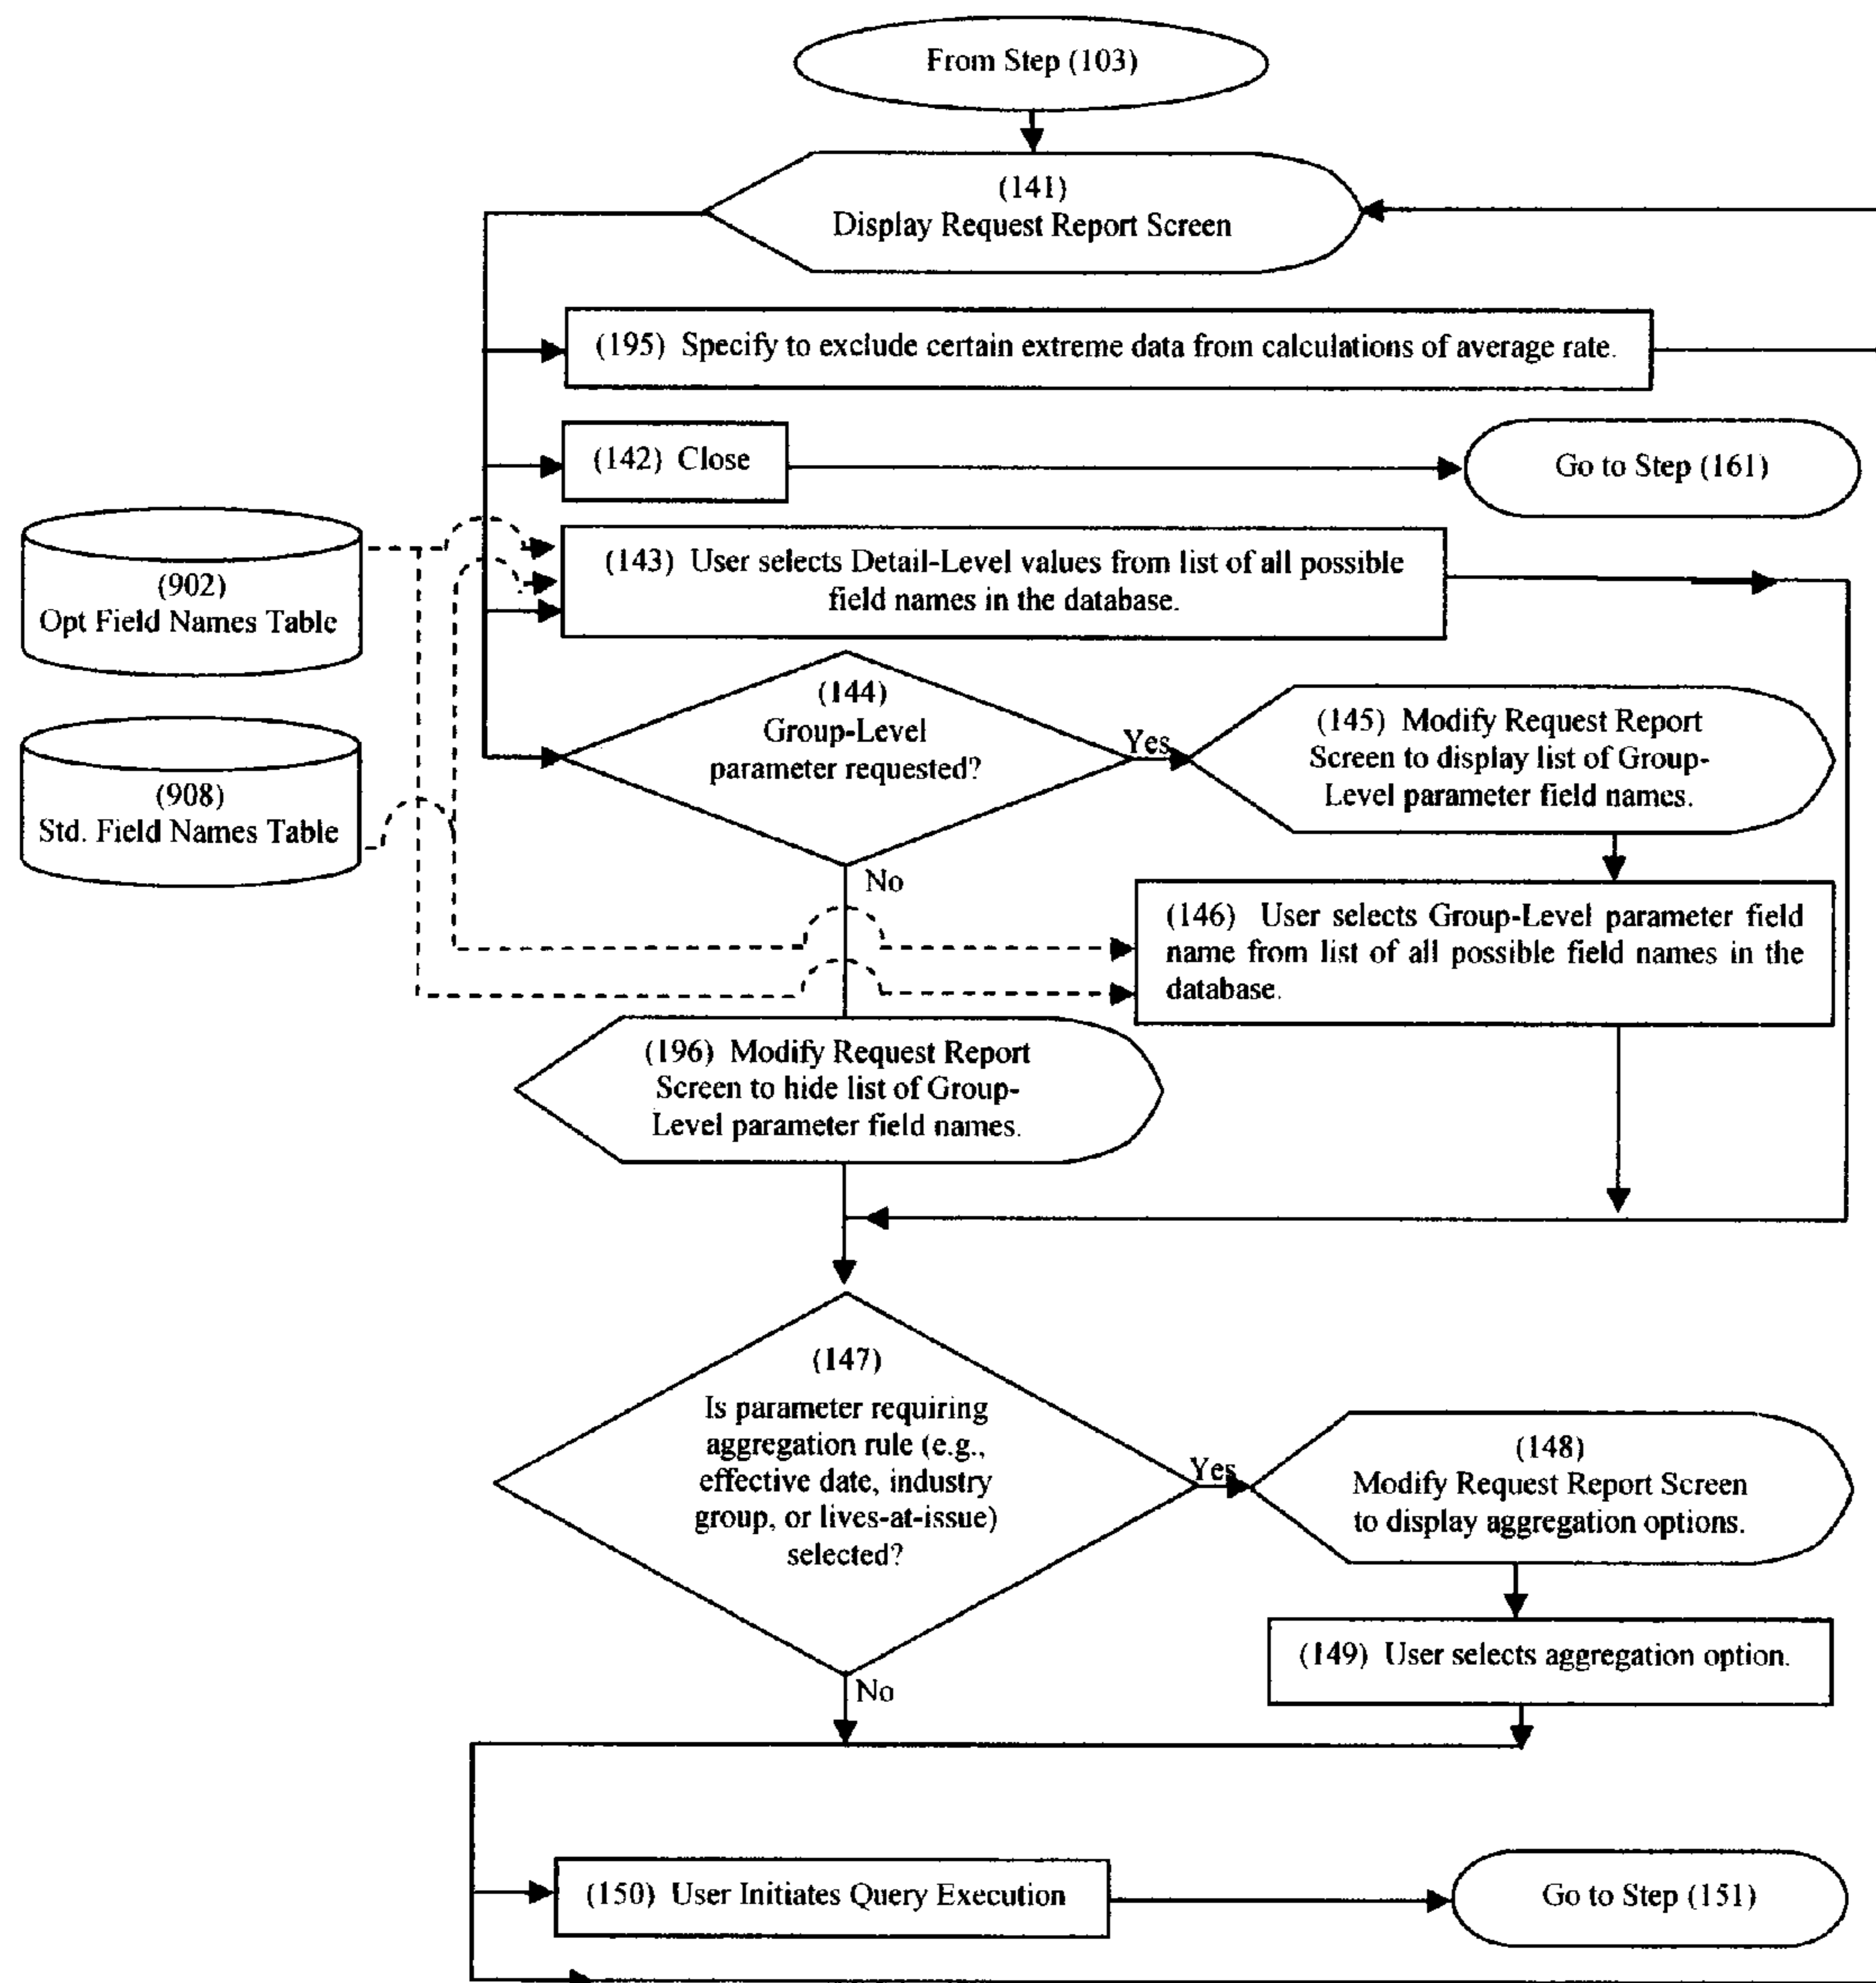 From Step (103)
(141)
Display Request Report Screen
(195) Specify to exclude certain extreme data from calculations of average rate.
(142) Close
Go to Step (161)
(902)
Opt Field Names Table
(143) User selects Detail-Level values from list of all possible
field names in the database.
(144)
Group-Level
parameter requested?
Yes
(145) Modify Request Report
Screen to display list of Group-
Level parameter field names.
(908)
Std. Field Names Table
No
(146) User selects Group-Level parameter field
name from list of all possible field names in the
database.
(196) Modify Request Report
Screen to hide list of Group-
Level parameter field names.
(147)
Is parameter requiring
aggregation rule (e.g.,
effective date, industry
group, or lives-at-issue)
selected?
Yes
(148)
Modify Request Report Screen
to display aggregation options.
(149) User selects aggregation option.
No
(150) User Initiates Query Execution
Go to Step (151)